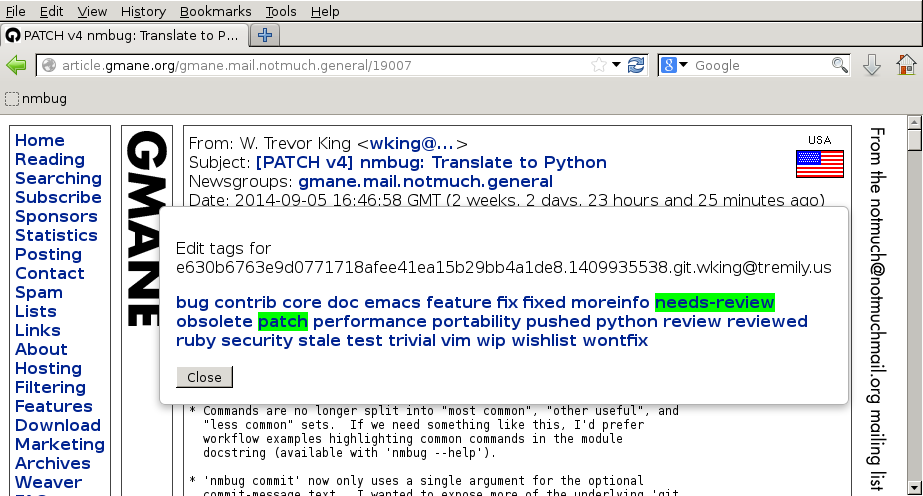 File Edit View History Bookmarks Tools Help
PATCH v4 nmbug: Translate to P...
article.gmane.org/gmane.mail.notmuch.general/19007
8 Google
nmbug
Home
Reading
Searching
Subscribe
Sponsors
Statistics
Posting
Contact
Spam
Lists
Links
About
Hosting
Filtering
Features
Download
Marketing
Archives
Weaver
GMANE
From: W. Trevor King <wking@...>
Subject: [PATCH v4] nmbug: Translate to Python
Newsgroups: gmane.mail.notmuch.general
Date: 2014-09-05 16:46:58 GMT (2 weeks, 2 days, 23 hours and 25 minutes ago)
USA
Edit tags for
e630b6763e9d0771718afee41ea15b29bb4a1de8.1409935538.git.wking@tremily.us
bug contrib core doc emacs feature fix fixed moreinfo needs-review
obsolete patch performance portability pushed python review reviewed
ruby security stale test trivial vim wip wishlist wontfix
Close
* Commands are no longer split into "most common", "other useful", and
"less common" sets. If we need something like this, I'd prefer
workflow examples highlighting common commands in the module
docstring (available with 'nmbug --help').
* 'nmbug commit' now only uses a single argument for the optional
commit-message text. I wanted to expose more of the underlying 'git
From the notmuch@notmuchmail.org mailing list